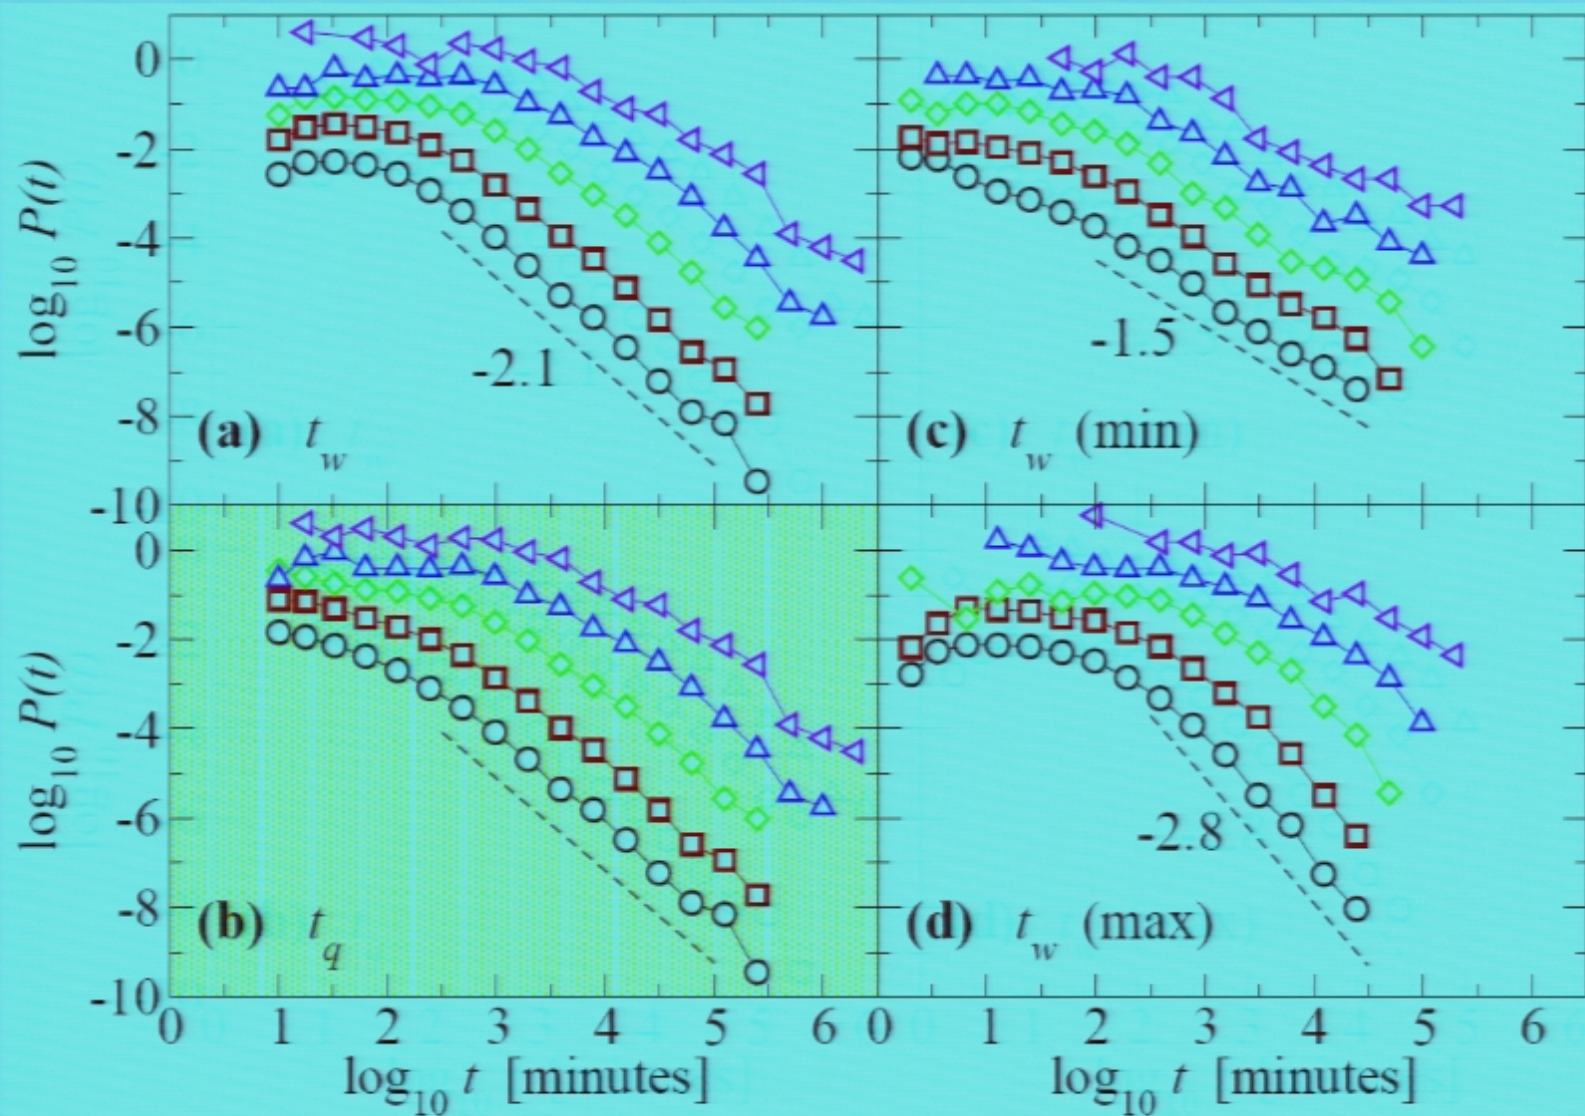 0
-2
-4
-6
-8
-10
log10 P(t)
-2.1
(a) tw
-1.5
(c) tw (min)
0
-2
-4
-6
-8
-10
log10 P(t)
(b) tq
-2.8
(d) tw (max)
0 1 2 3 4 5 6 0 1 2 3 4 5 6
log10 t [minutes] log10 t [minutes]